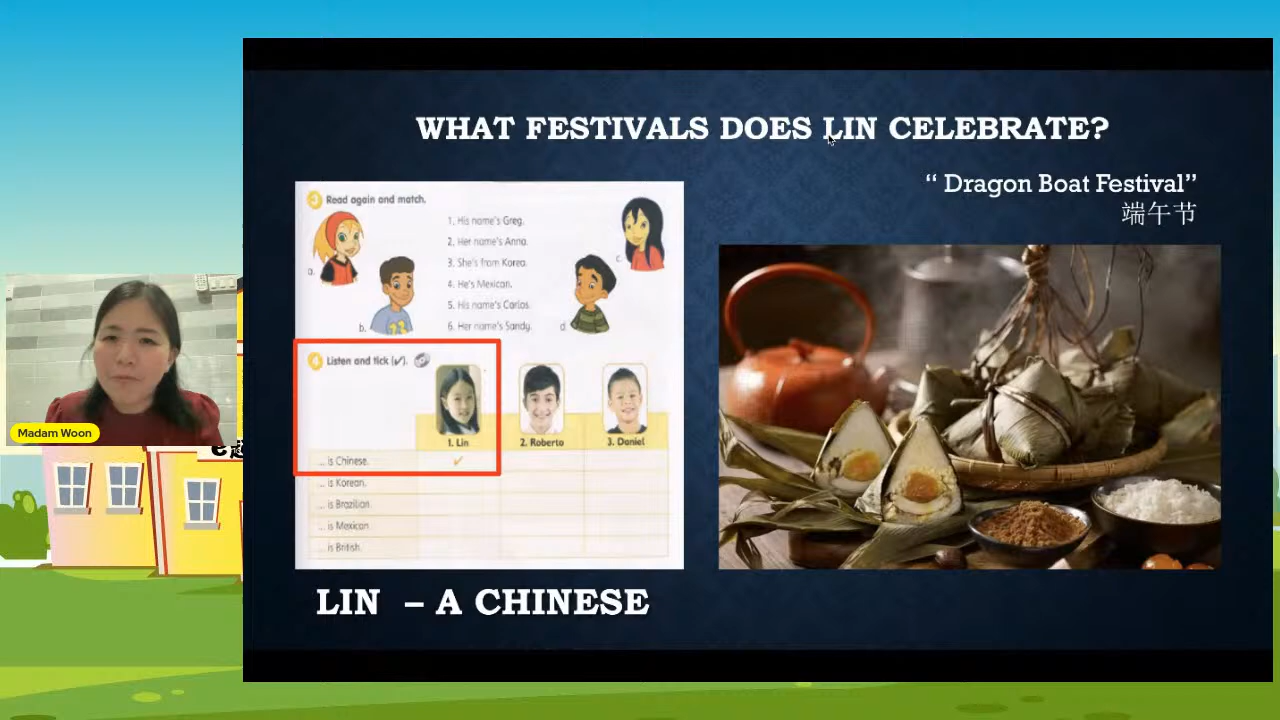 WHAT FESTIVALS DOES LIN CELEBRATE?
“ Dragon Boat Festival”
端午节
3 Read again and match.
1. His name's Greg.
2. Her name's Anna.
3. She's from Korea.
4. He's Mexican.
5. His name's Carlos.
6. Her name's Sandy.
a.
b.
c.
d.
4 Listen and tick (✔).
1. Lin
2. Roberto
3. Daniel
... is Chinese. ✓
... is Korean.
... is Brazilian.
... is Mexican.
... is British.
LIN – A CHINESE
Madam Woon